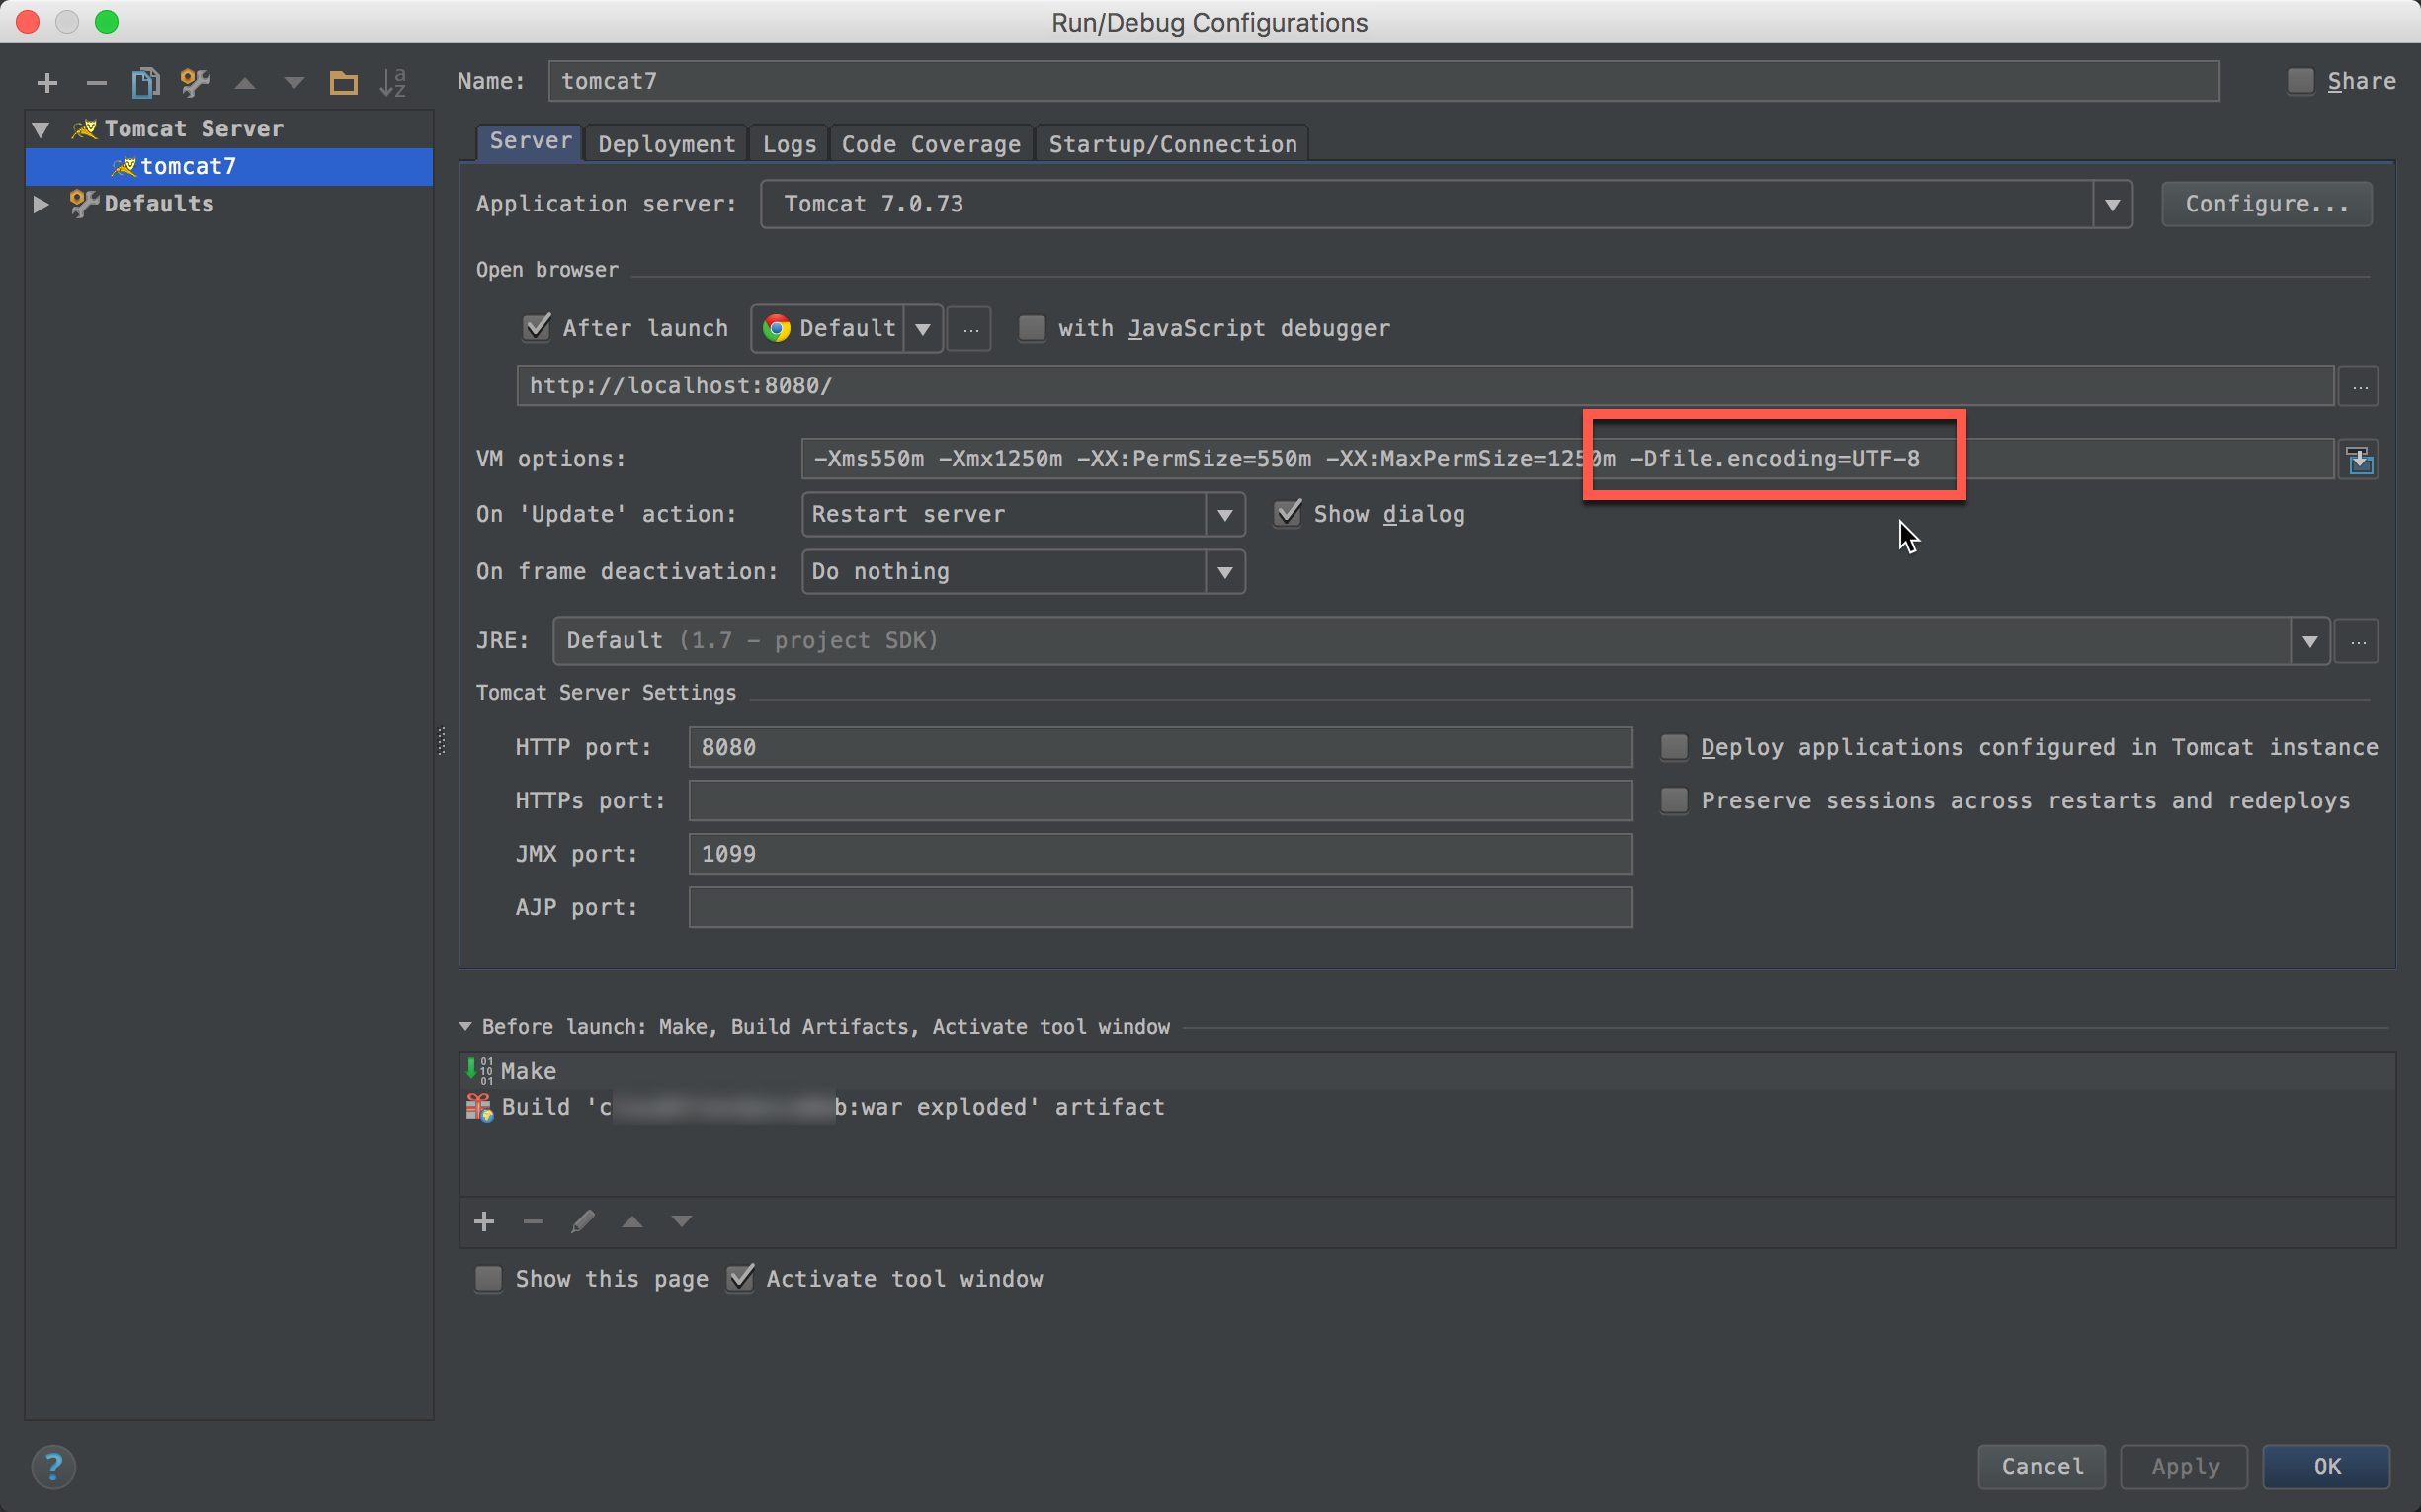 Run/Debug Configurations
Name: tomcat7 Share
Tomcat Server
tomcat7
Defaults
Server Deployment Logs Code Coverage Startup/Connection
Application server: Tomcat 7.0.73 Configure...
Open browser
After launch Default ... with JavaScript debugger
http://localhost:8080/ ...
VM options: -Xms550m -Xmx1250m -XX:PermSize=550m -XX:MaxPermSize=1250m -Dfile.encoding=UTF-8
On 'Update' action: Restart server Show dialog
On frame deactivation: Do nothing
JRE: Default (1.7 - project SDK) ...
Tomcat Server Settings
HTTP port: 8080 Deploy applications configured in Tomcat instance
HTTPs port: Preserve sessions across restarts and redeploys
JMX port: 1099
AJP port:
Before launch: Make, Build Artifacts, Activate tool window
Make
Build 'c b:war exploded' artifact
Show this page Activate tool window
? Cancel Apply OK